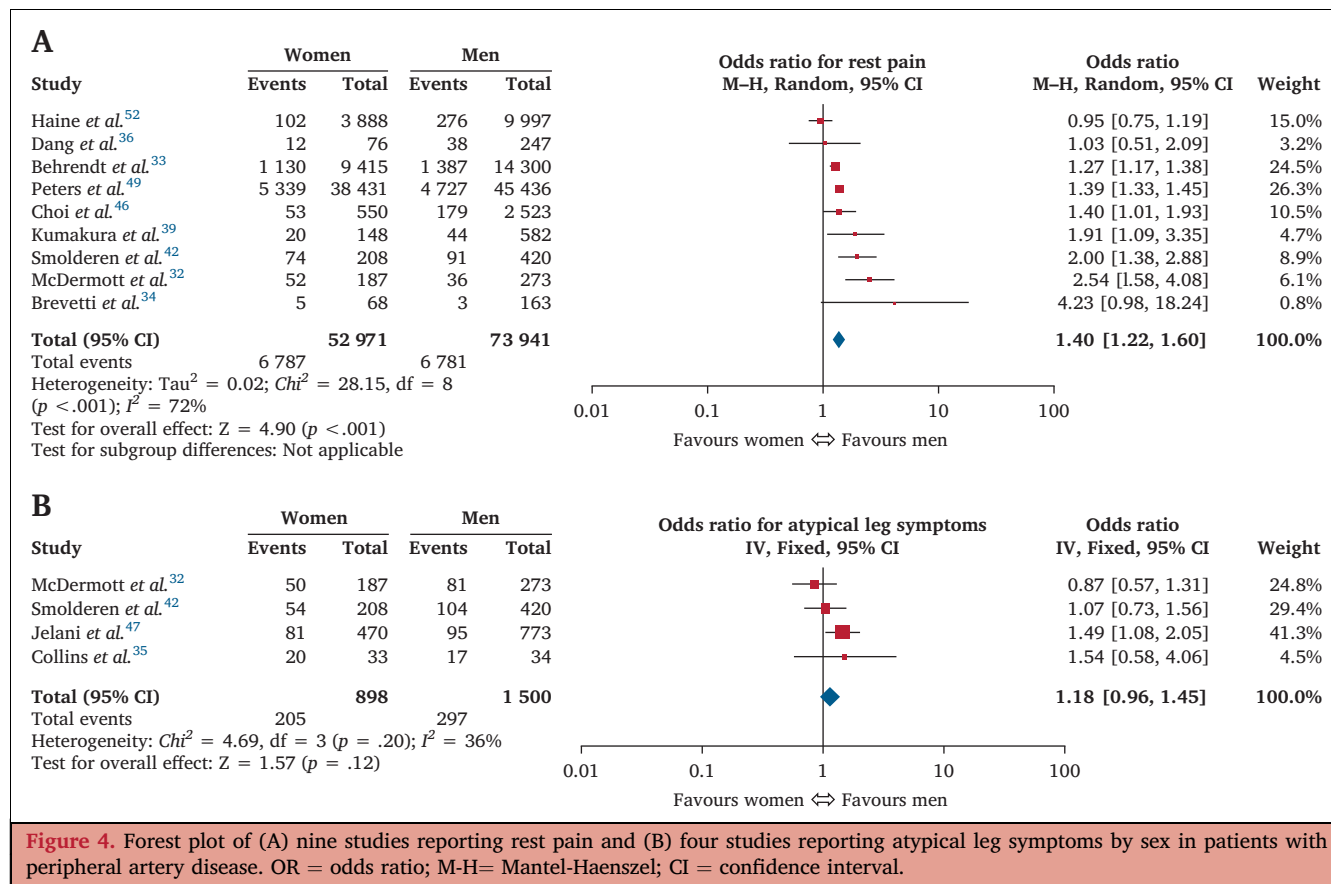 A
Women Men Odds ratio for rest pain Odds ratio
Study Events Total Events Total M–H, Random, 95% CI M–H, Random, 95% CI Weight
Haine et al.52 102 3 888 276 9 997 0.95 [0.75, 1.19] 15.0%
Dang et al.36 12 76 38 247 1.03 [0.51, 2.09] 3.2%
Behrendt et al.33 1 130 9 415 1 387 14 300 1.27 [1.17, 1.38] 24.5%
Peters et al.49 5 339 38 431 4 727 45 436 1.39 [1.33, 1.45] 26.3%
Choi et al.46 53 550 179 2 523 1.40 [1.01, 1.93] 10.5%
Kumakura et al.39 20 148 44 582 1.91 [1.09, 3.35] 4.7%
Smolderen et al.42 74 208 91 420 2.00 [1.38, 2.88] 8.9%
McDermott et al.32 52 187 36 273 2.54 [l.58, 4.08] 6.1%
Brevetti et al.34 5 68 3 163 4.23 [0.98, 18.24] 0.8%
Total (95% CI) 52 971 73 941 1.40 [1.22, 1.60] 100.0%
Total events 6 787 6 781
Heterogeneity: Tau2 = 0.02; Chi2 = 28.15, df = 8
(p <.001); I2 = 72%
Test for overall effect: Z = 4.90 (p <.001)
Test for subgroup differences: Not applicable
0.01 0.1 1 10 100
Favours women ⇔ Favours men
B
Women Men Odds ratio for atypical leg symptoms Odds ratio
Study Events Total Events Total IV, Fixed, 95% CI IV, Fixed, 95% CI Weight
McDermott et al.32 50 187 81 273 0.87 [0.57, 1.31] 24.8%
Smolderen et al.42 54 208 104 420 1.07 [0.73, 1.56] 29.4%
Jelani et al.47 81 470 95 773 1.49 [1.08, 2.05] 41.3%
Collins et al.35 20 33 17 34 1.54 [0.58, 4.06] 4.5%
Total (95% CI) 898 1 500 1.18 [0.96, 1.45] 100.0%
Total events 205 297
Heterogeneity: Chi2 = 4.69, df = 3 (p = .20); I2 = 36%
Test for overall effect: Z = 1.57 (p = .12)
0.01 0.1 1 10 100
Favours women ⇔ Favours men
Figure 4. Forest plot of (A) nine studies reporting rest pain and (B) four studies reporting atypical leg symptoms by sex in patients with
peripheral artery disease. OR = odds ratio; M-H= Mantel-Haenszel; CI = confidence interval.